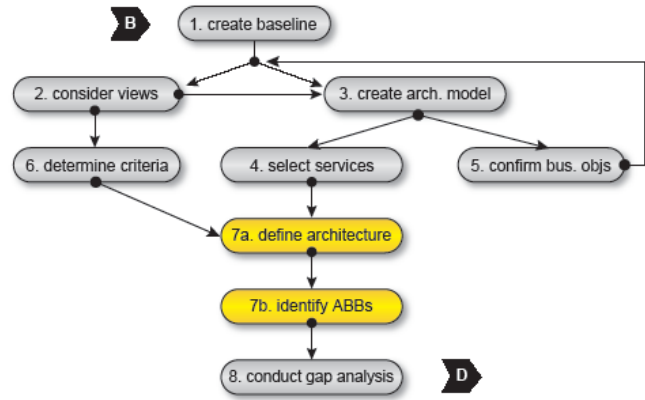 B
1. create baseline
2. consider views
3. create arch. model
6. determine criteria
4. select services
5. confirm bus. objs
7a. define architecture
7b. identify ABBs
8. conduct gap analysis
D